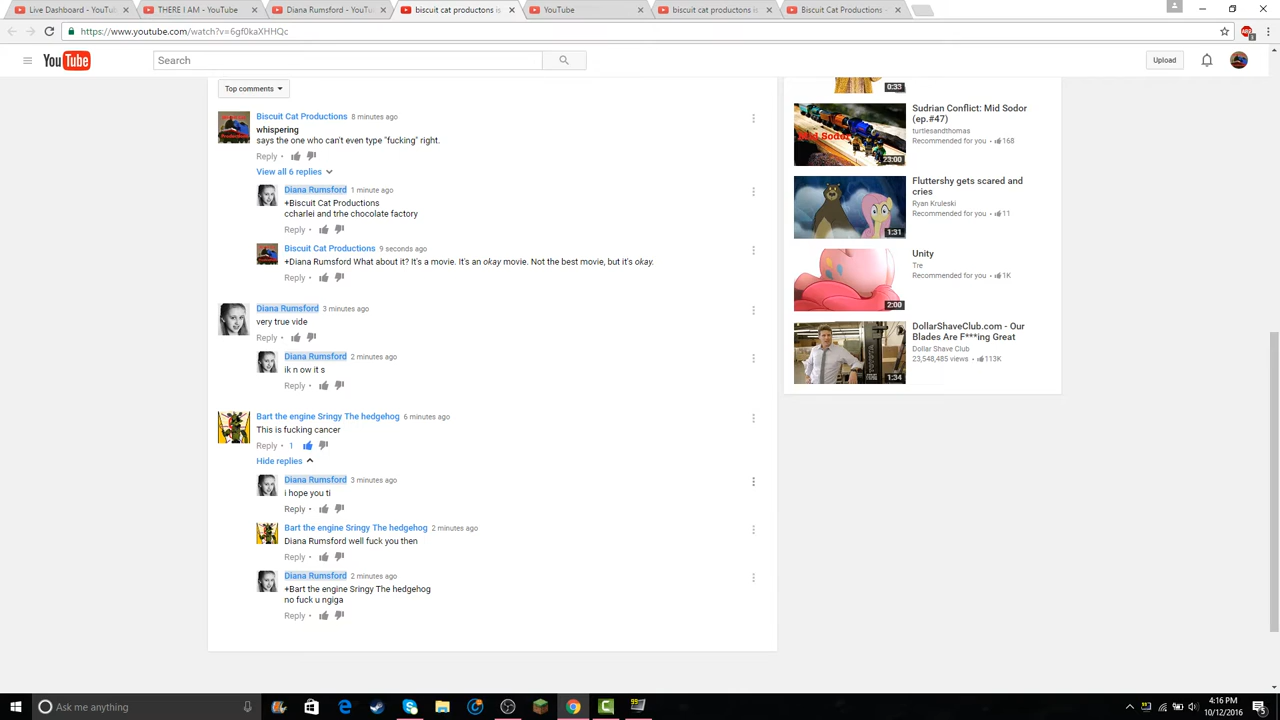 Live Dashboard - YouTu
THERE I AM - YouTube
Diana Rumsford - YouTu
biscuit cat productons is
YouTube
biscuit cat productons is
Biscuit Cat Productions -
https://www.youtube.com/watch?v=6gf0kaXHHQc
YouTube
Search
Upload
Top comments
Biscuit Cat Productions 8 minutes ago
whispering
says the one who can't even type "fucking" right.
Reply •
View all 6 replies
Diana Rumsford 1 minute ago
+Biscuit Cat Productions
ccharlei and trhe chocolate factory
Reply •
Biscuit Cat Productions 9 seconds ago
+Diana Rumsford What about it? It's a movie. It's an okay movie. Not the best movie, but it's okay.
Reply •
Diana Rumsford 3 minutes ago
very true vide
Reply •
Diana Rumsford 2 minutes ago
ik n ow it s
Reply •
Bart the engine Sringy The hedgehog 6 minutes ago
This is fucking cancer
Reply • 1
Hide replies
Diana Rumsford 3 minutes ago
i hope you ti
Reply •
Bart the engine Sringy The hedgehog 2 minutes ago
Diana Rumsford well fuck you then
Reply •
Diana Rumsford 2 minutes ago
+Bart the engine Sringy The hedgehog
no fuck u ngiga
Reply •
0:33
Mid Sodor
23:00
Sudrian Conflict: Mid Sodor
(ep.#47)
turtlesandthomas
Recommended for you • 168
1:31
Fluttershy gets scared and
cries
Ryan Kruleski
Recommended for you • 11
2:00
Unity
Tre
Recommended for you • 1K
1:34
DollarShaveClub.com - Our
Blades Are F***ing Great
Dollar Shave Club
23,548,485 views • 113K
Ask me anything
4:16 PM
10/12/2016